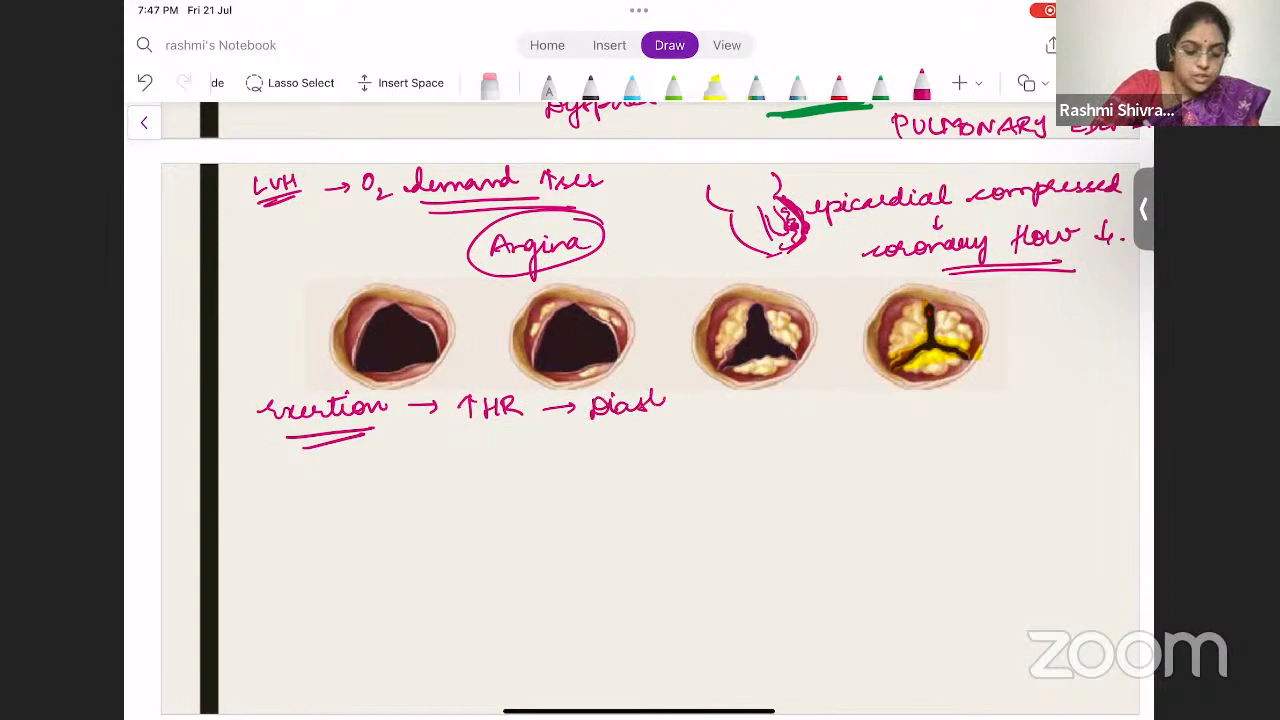 7:47 PM Fri 21 Jul
rashmi's Notebook
Home Insert Draw View
de Lasso Select Insert Space
Rashmi Shivra...
PULMONARY
LVH → O2 demand ↑ses
Angina
epicardial compressed
↓
coronary flow ↓.
exertion → ↑HR → Diast
zoom